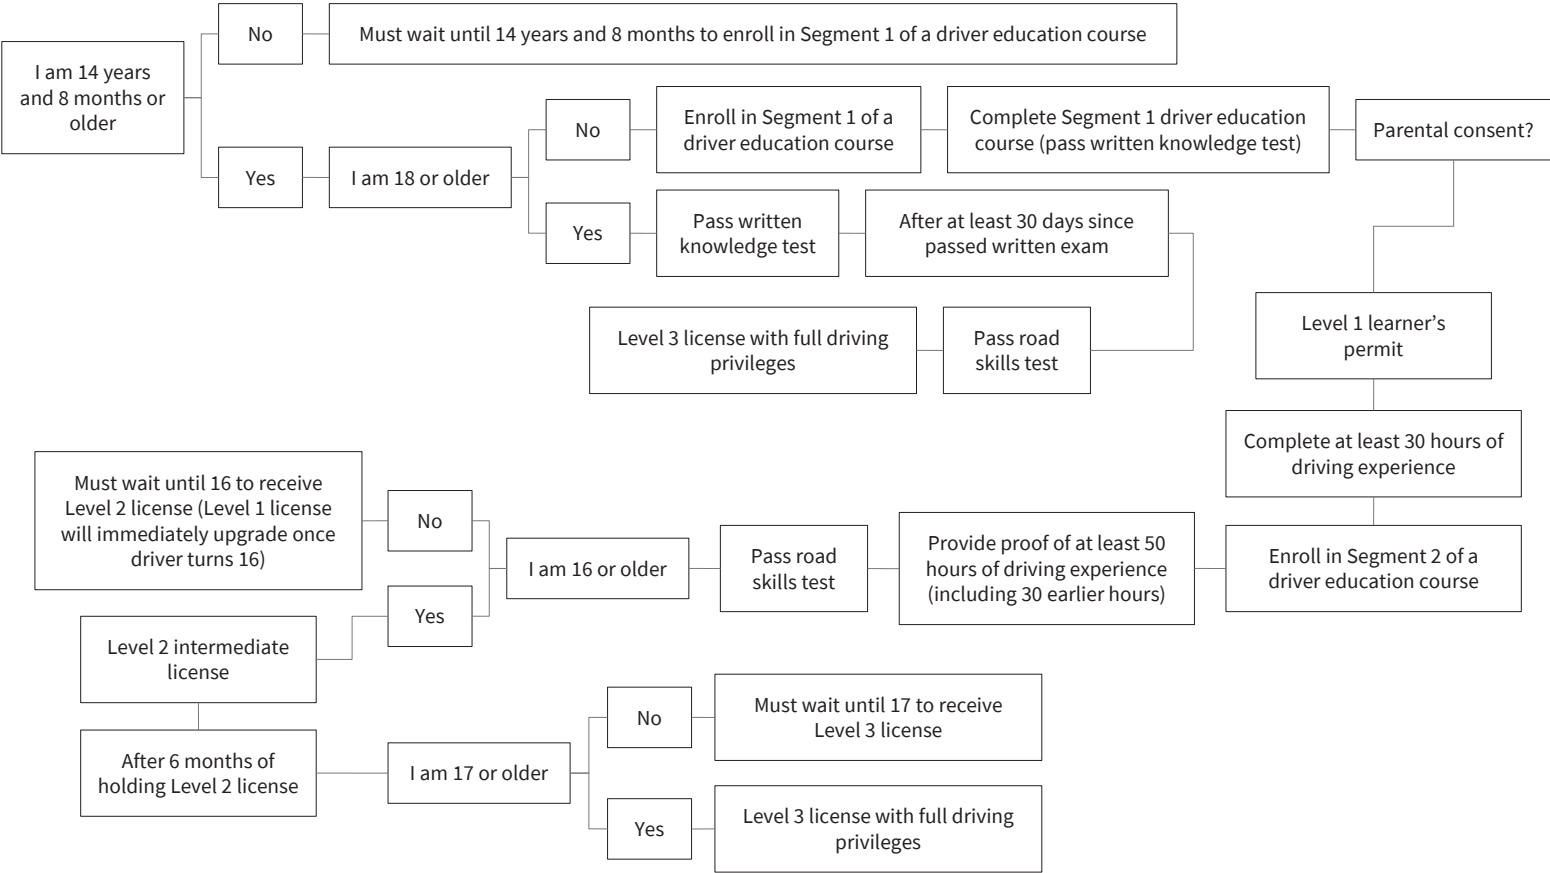 No
Must wait until 14 years and 8 months to enroll in Segment 1 of a driver education course
I am 14 years
and 8 months or
older
Yes
I am 18 or older
No
Enroll in Segment 1 of a
driver education course
Complete Segment 1 driver education
course (pass written knowledge test)
Parental consent?
Yes
Pass written
knowledge test
After at least 30 days since
passed written exam
Level 3 license with full driving
privileges
Pass road
skills test
Level 1 learner’s
permit
Complete at least 30 hours of
driving experience
Must wait until 16 to receive
Level 2 license (Level 1 license
will immediately upgrade once
driver turns 16)
No
I am 16 or older
Pass road
skills test
Provide proof of at least 50
hours of driving experience
(including 30 earlier hours)
Enroll in Segment 2 of a
driver education course
Yes
Level 2 intermediate
license
No
Must wait until 17 to receive
Level 3 license
After 6 months of
holding Level 2 license
I am 17 or older
Yes
Level 3 license with full driving
privileges